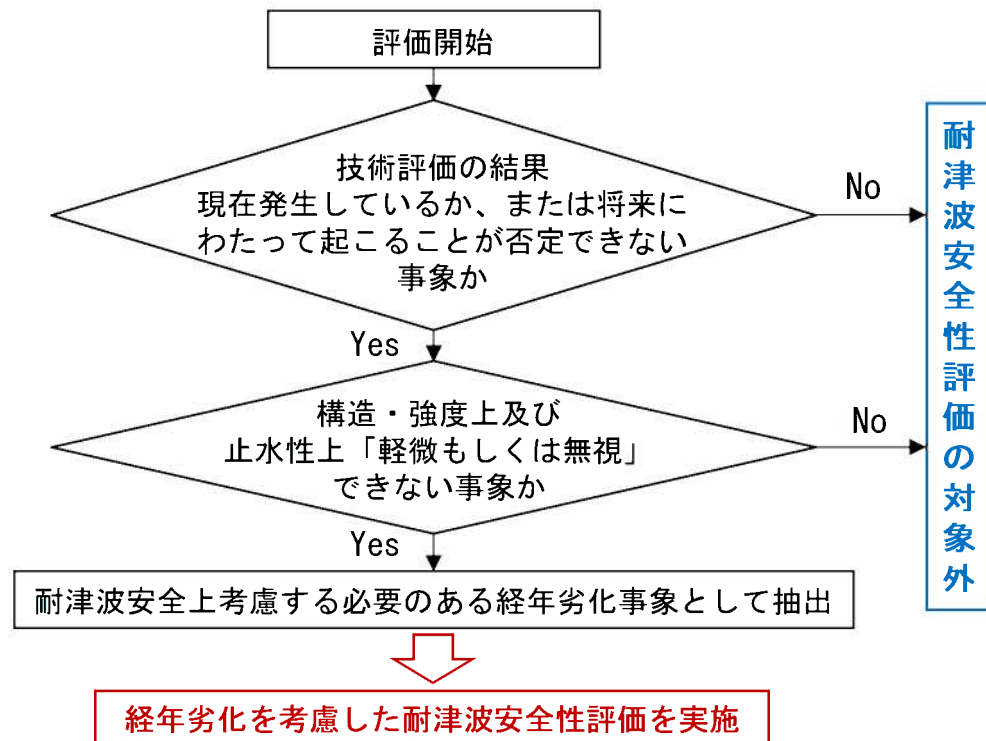 評価開始
技術評価の結果
現在発生しているか、または将来に
わたって起こることが否定できない
事象か
No
Yes
構造・強度上及び
止水性上「軽微もしくは無視」
できない事象か
No
Yes
耐津波安全性評価の対象外
耐津波安全上考慮する必要のある経年劣化事象として抽出
経年劣化を考慮した耐津波安全性評価を実施